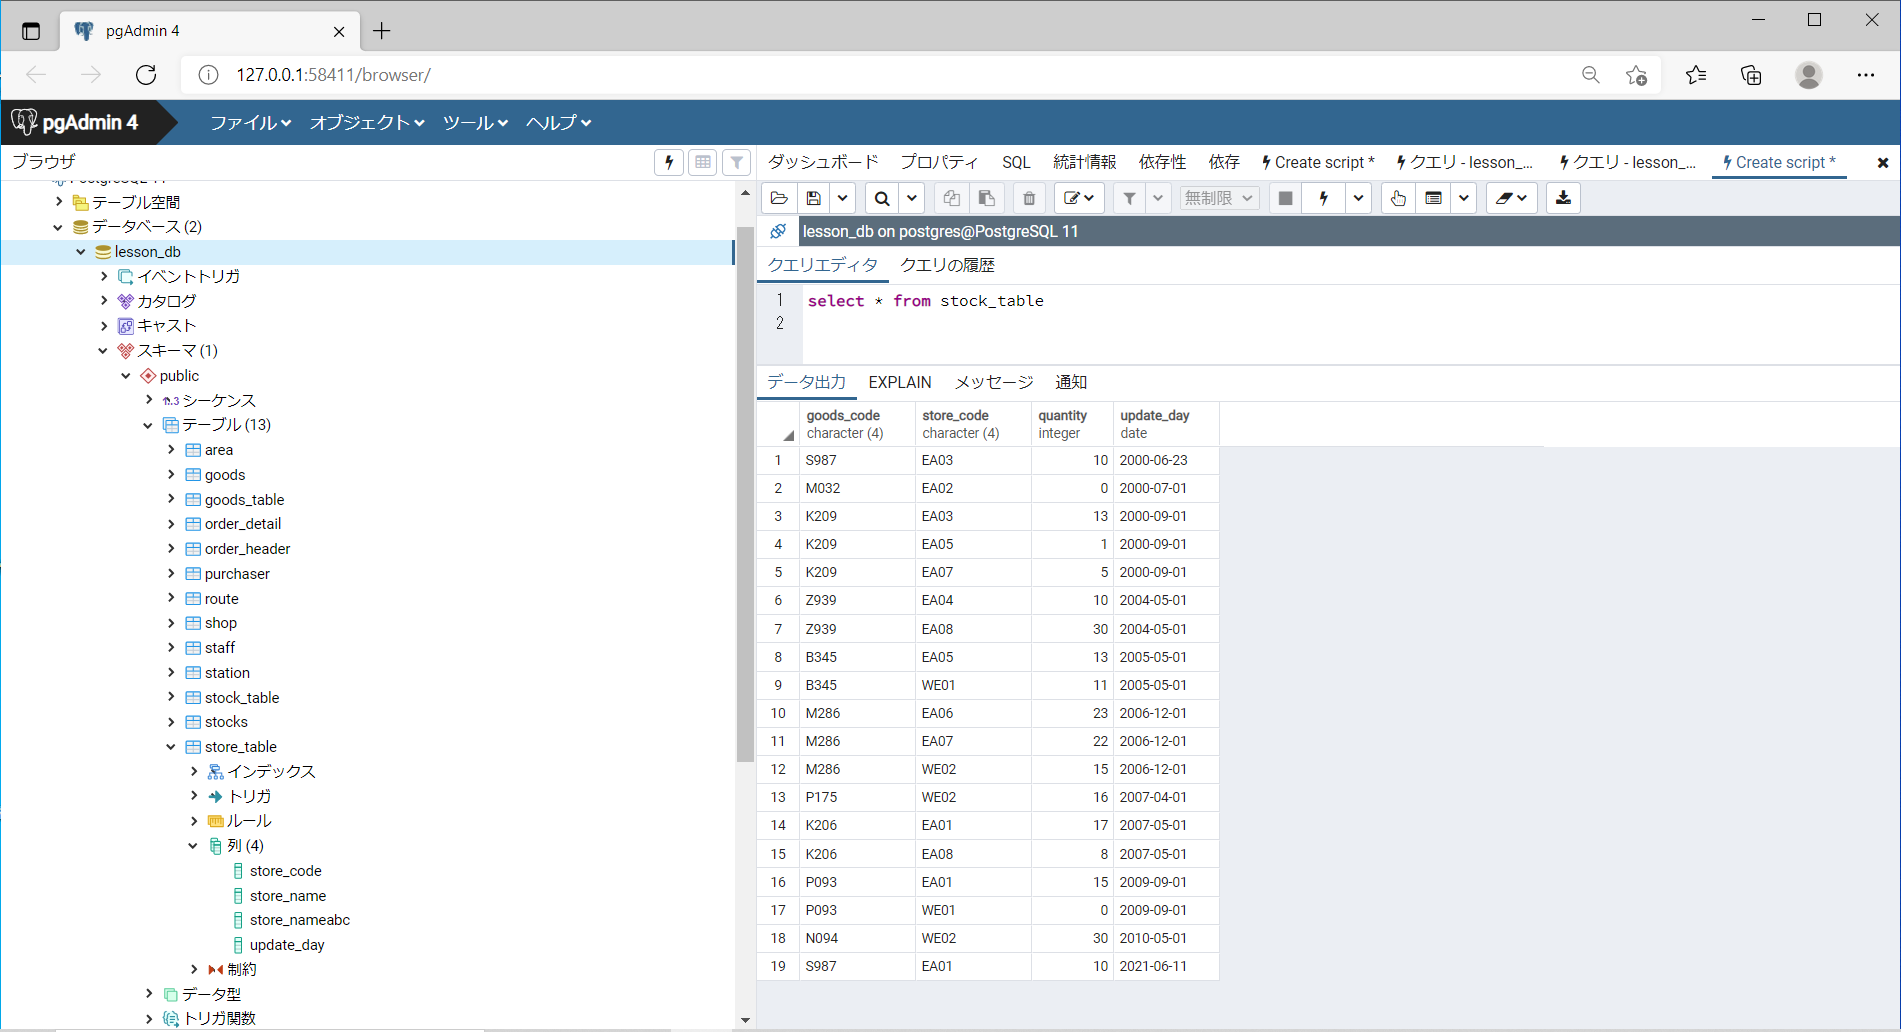 pgAdmin 4
127.0.0.1:58411/browser/
pgAdmin 4
ファイル オブジェクト ツール ヘルプ
ブラウザ
テーブル空間
データベース (2)
lesson_db
イベントトリガ
カタログ
キャスト
スキーマ (1)
public
1..3 シーケンス
テーブル (13)
area
goods
goods_table
order_detail
order_header
purchaser
route
shop
staff
station
stock_table
stocks
store_table
インデックス
トリガ
ルール
列 (4)
store_code
store_name
store_nameabc
update_day
制約
データ型
トリガ関数
ダッシュボード プロパティ SQL 統計情報 依存性 依存 Create script * クエリ - lesson_... クエリ - lesson_... Create script *
無制限
lesson_db on postgres@PostgreSQL 11
クエリエディタ クエリの履歴
1 select * from stock_table
2
データ出力 EXPLAIN メッセージ 通知
goods_code store_code quantity update_day
character (4) character (4) integer date
1 S987 EA03 10 2000-06-23
2 M032 EA02 0 2000-07-01
3 K209 EA03 13 2000-09-01
4 K209 EA05 1 2000-09-01
5 K209 EA07 5 2000-09-01
6 Z939 EA04 10 2004-05-01
7 Z939 EA08 30 2004-05-01
8 B345 EA05 13 2005-05-01
9 B345 WE01 11 2005-05-01
10 M286 EA06 23 2006-12-01
11 M286 EA07 22 2006-12-01
12 M286 WE02 15 2006-12-01
13 P175 WE02 16 2007-04-01
14 K206 EA01 17 2007-05-01
15 K206 EA08 8 2007-05-01
16 P093 EA01 15 2009-09-01
17 P093 WE01 0 2009-09-01
18 N094 WE02 30 2010-05-01
19 S987 EA01 10 2021-06-11